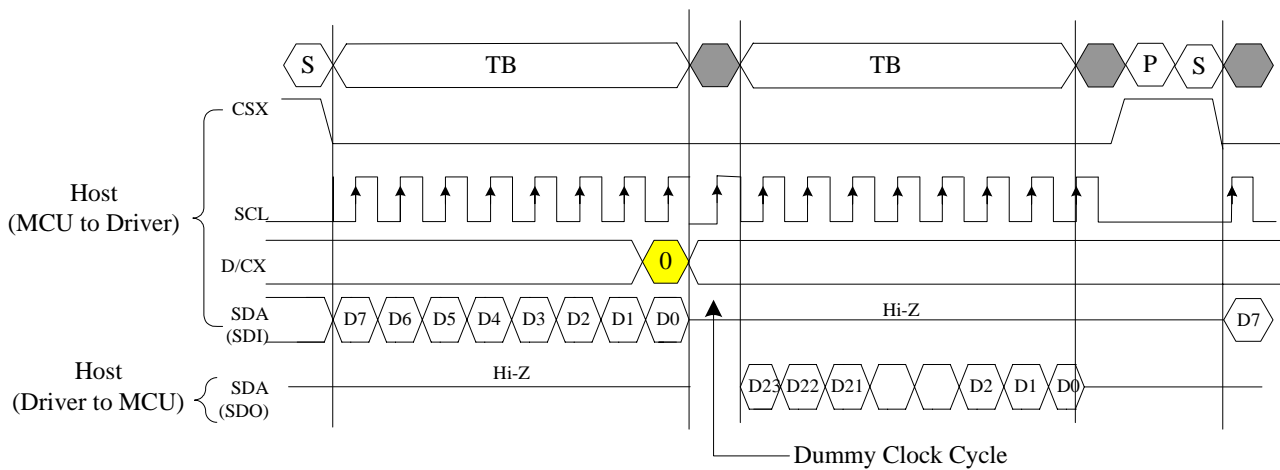 S TB TB P S
CSX
Host
(MCU to Driver)
SCL
D/CX 0
SDA
(SDI)
D7 D6 D5 D4 D3 D2 D1 D0 Hi-Z D7
Host
(Driver to MCU)
SDA
(SDO)
Hi-Z
D23 D22 D21 D2 D1 D0
Dummy Clock Cycle